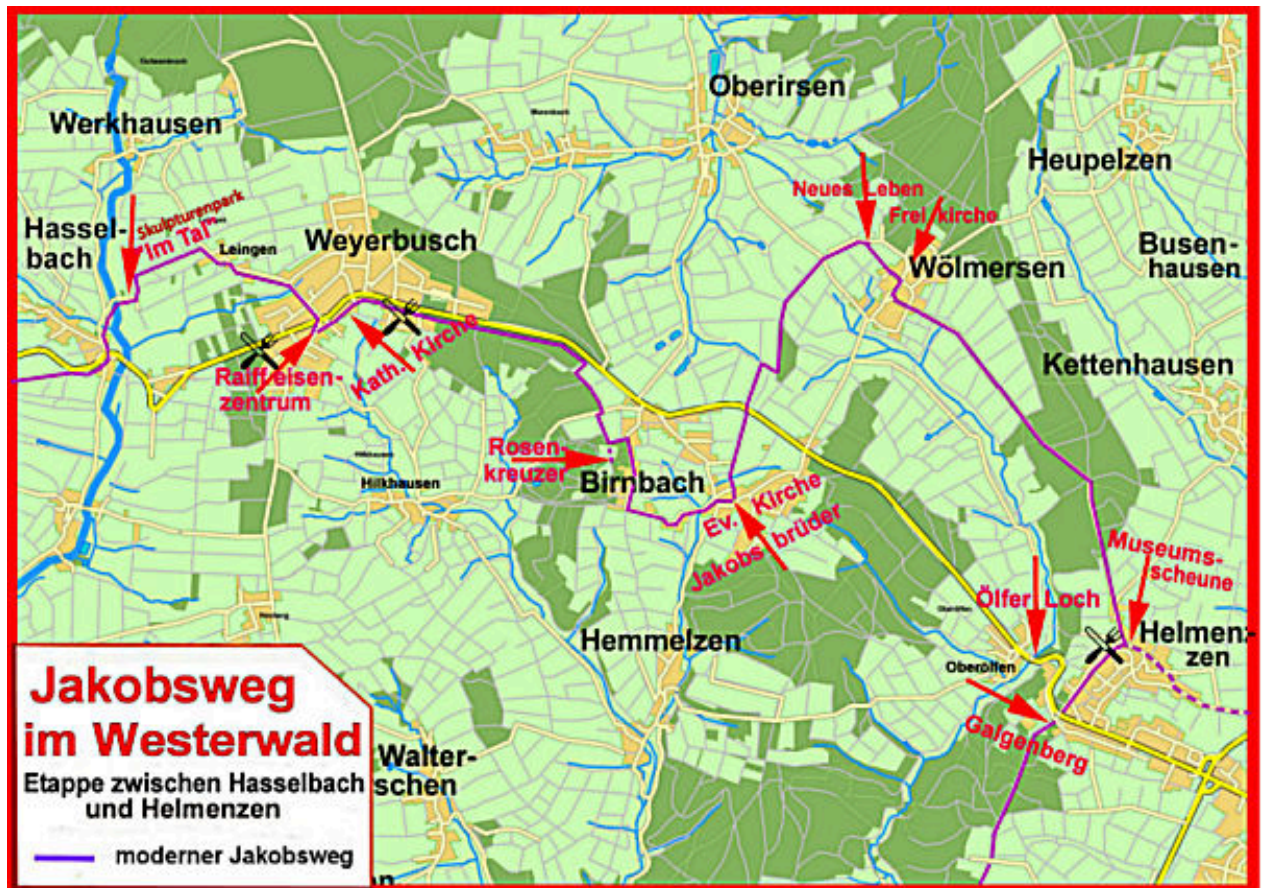 Oberirsen
Werkhausen
Heupelzen
Neues Leben
Frei kirche
Skulpturenpark
"Im Tal"
Hassel-
bach
Leingen
Weyerbusch
Busen-
hausen
Wölmersen
Kettenhausen
Kath. Kirche
Raiffeisen-
zentrum
Rosen-
kreuzer
Birnbach
Hilkhausen
Ev. Kirche
Jakobs brüder
Museums-
scheune
Ölfer Loch
Hemmelzen
Helmen-
zen
Oberölfen
Galgenberg
Jakobsweg
im Westerwald
Etappe zwischen Hasselbach
und Helmenzen
moderner Jakobsweg
Walter-
schen